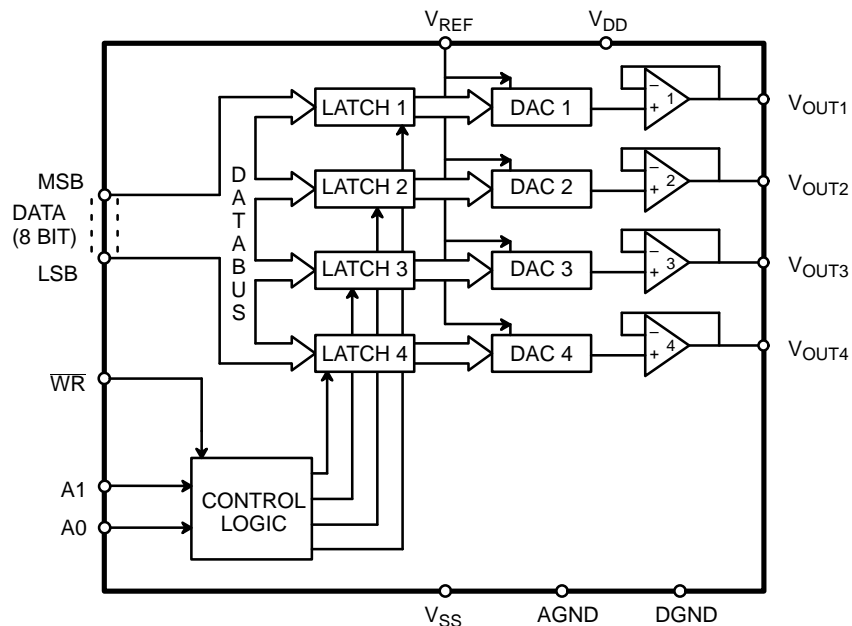 VREF VDD
LATCH 1 DAC 1 − + 1 VOUT1
LATCH 2 DAC 2 − + 2 VOUT2
LATCH 3 DAC 3 − + 3 VOUT3
LATCH 4 DAC 4 − + 4 VOUT4
DATABUS
MSB
DATA
(8 BIT)
LSB
W̅R̅
A1
A0
CONTROL
LOGIC
VSS AGND DGND